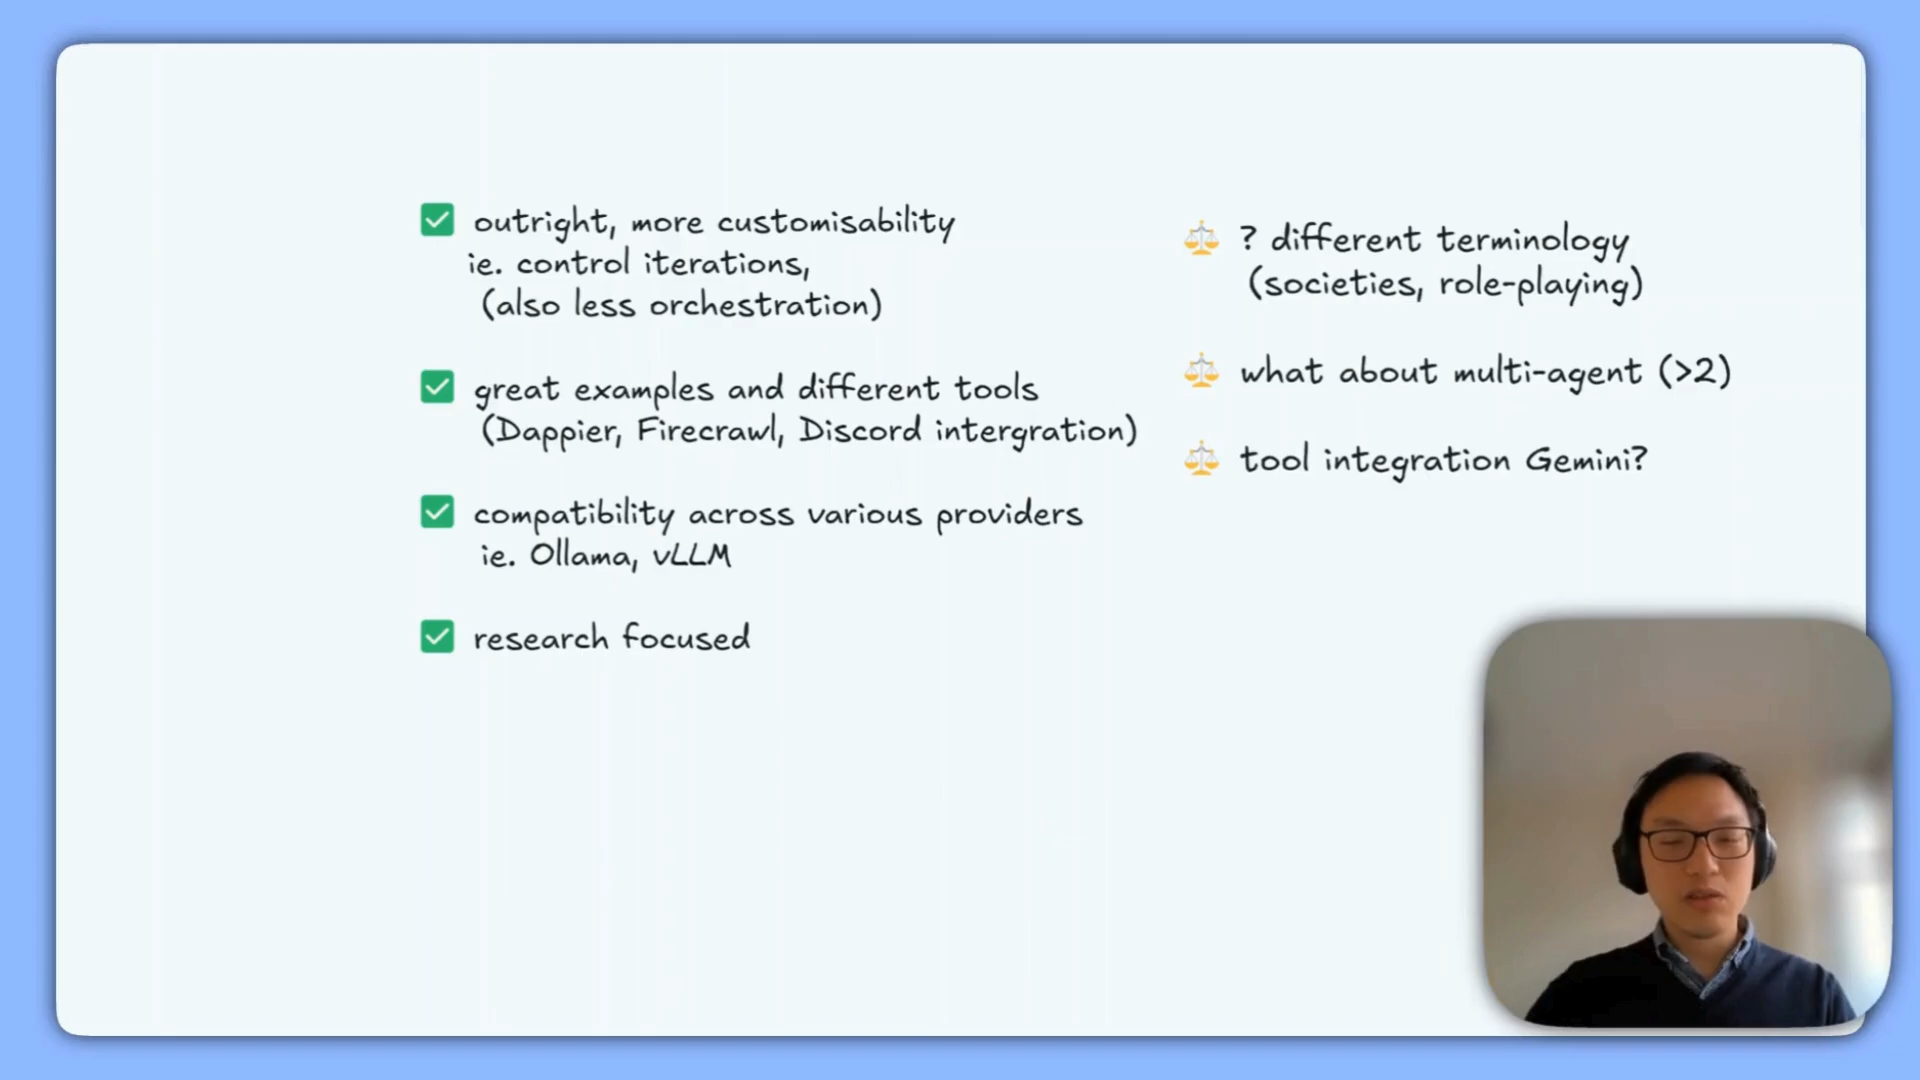 outright, more customisability
ie. control iterations,
(also less orchestration)
great examples and different tools
(Dappier, Firecrawl, Discord intergration)
compatibility across various providers
ie. Ollama, vLLM
research focused
? different terminology
(societies, role-playing)
what about multi-agent (>2)
tool integration Gemini?